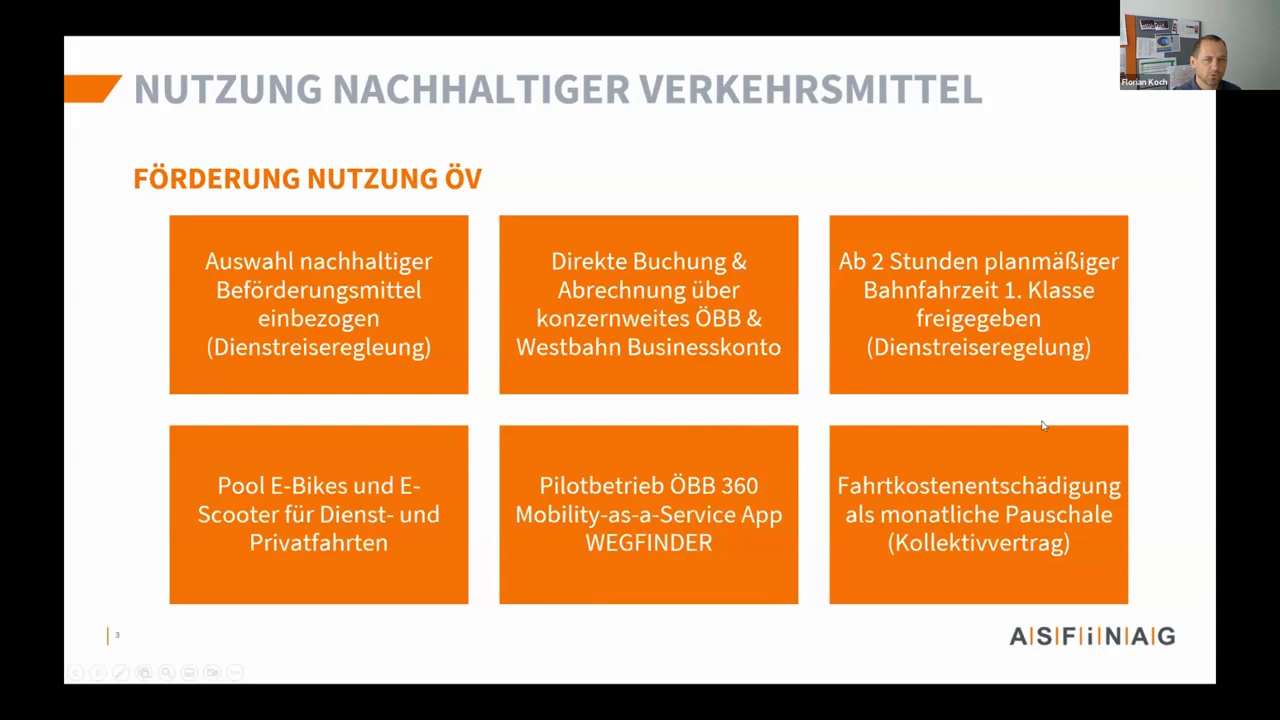 Florian Koch
NUTZUNG NACHHALTIGER VERKEHRSMITTEL
FÖRDERUNG NUTZUNG ÖV
Auswahl nachhaltiger
Beförderungsmittel
einbezogen
(Dienstreiseregleung)
Direkte Buchung &
Abrechnung über
konzernweites ÖBB &
Westbahn Businesskonto
Ab 2 Stunden planmäßiger
Bahnfahrzeit 1. Klasse
freigegeben
(Dienstreiseregelung)
Pool E-Bikes und E-
Scooter für Dienst- und
Privatfahrten
Pilotbetrieb ÖBB 360
Mobility-as-a-Service App
WEGFINDER
Fahrtkostenentschädigung
als monatliche Pauschale
(Kollektivvertrag)
3
A|S|F|i|N|A|G